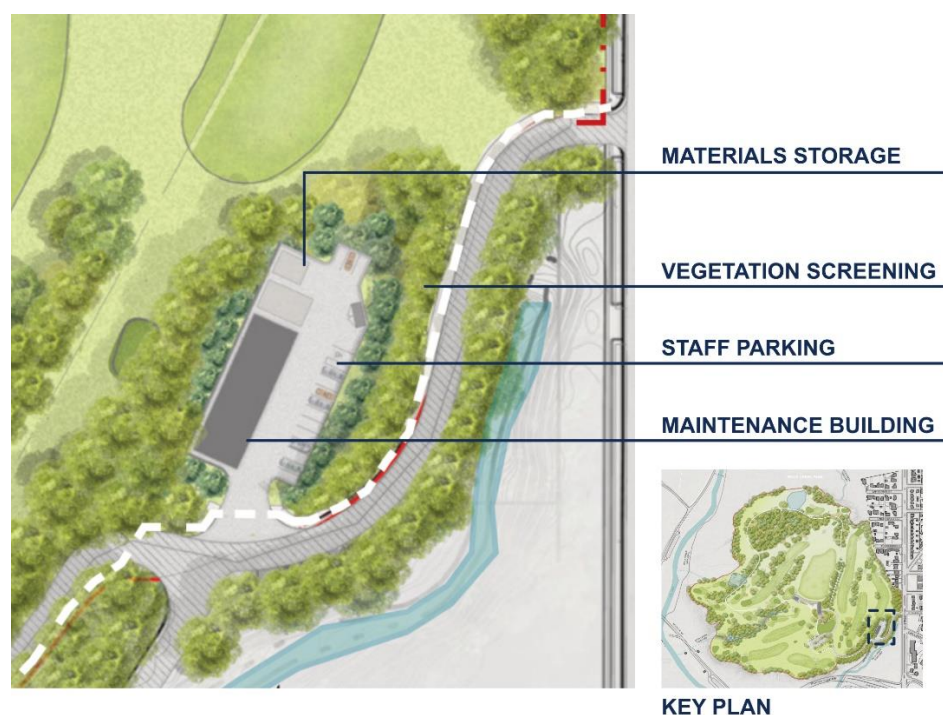 MATERIALS STORAGE
VEGETATION SCREENING
STAFF PARKING
MAINTENANCE BUILDING
KEY PLAN